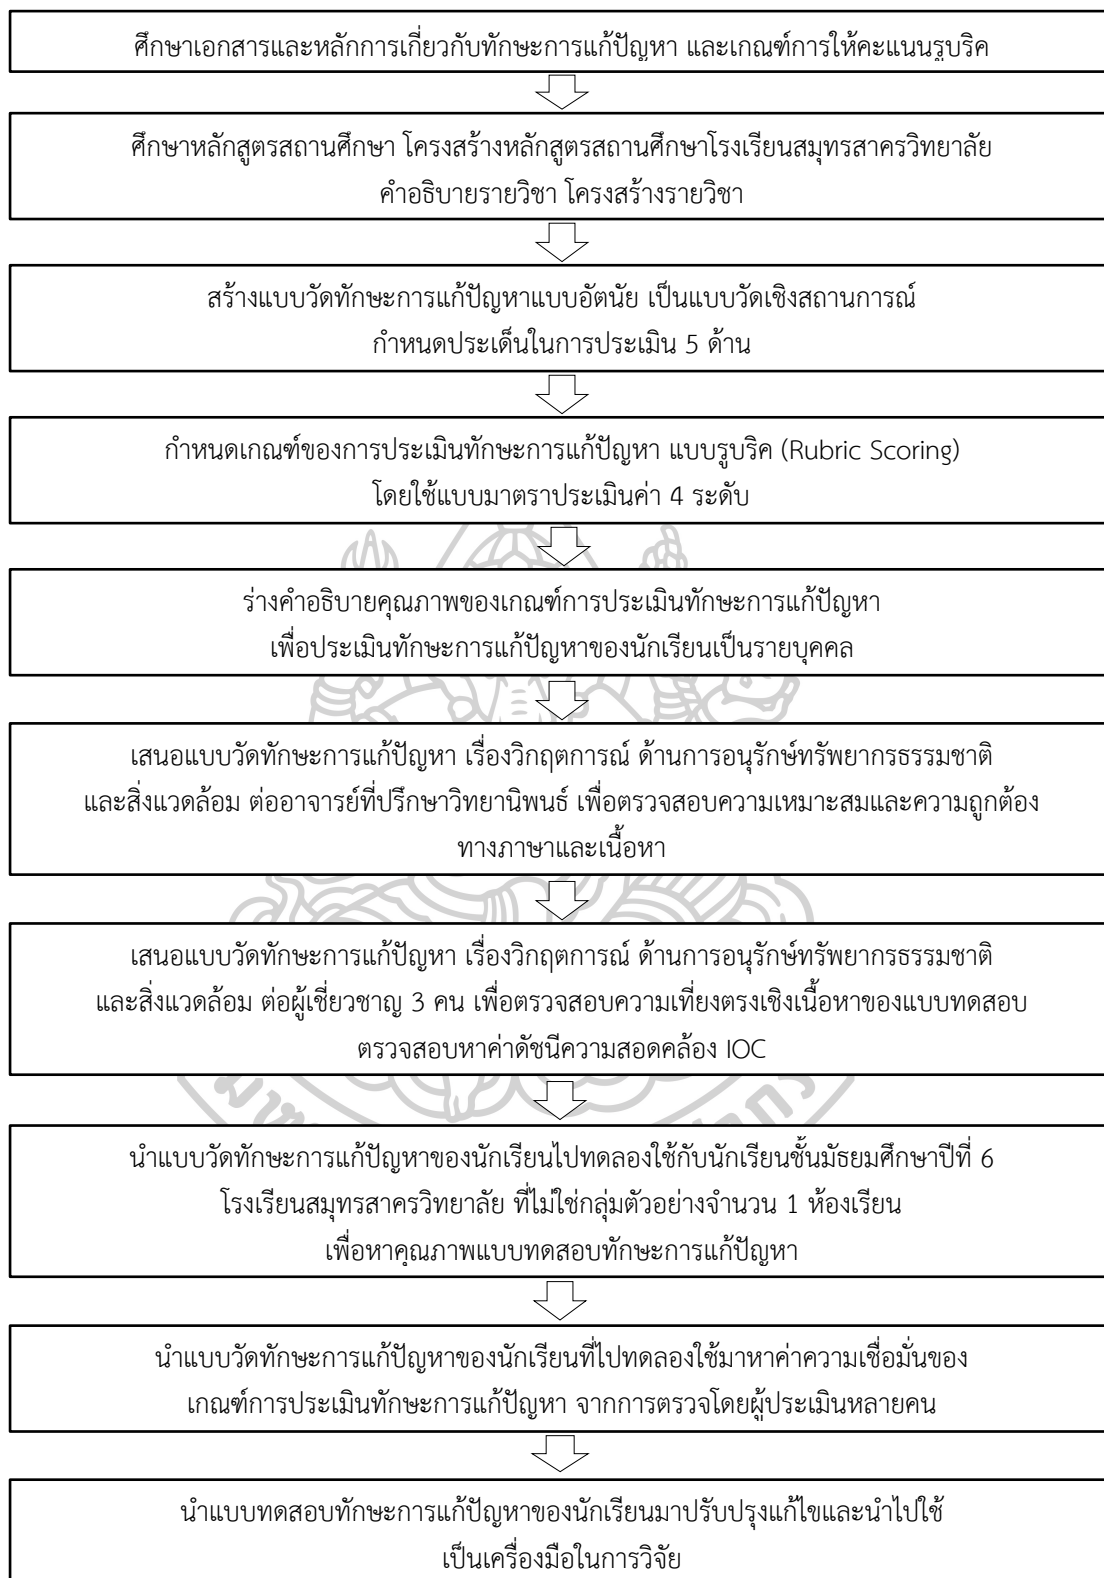 ศึกษาเอกสารและหลักการเกี่ยวกับทักษะการแก้ปัญหา และเกณฑ์การให้คะแนนรูบริค
ศึกษาหลักสูตรสถานศึกษา โครงสร้างหลักสูตรสถานศึกษาโรงเรียนสมุทรสาครวิทยาลัย
คำอธิบายรายวิชา โครงสร้างรายวิชา
สร้างแบบวัดทักษะการแก้ปัญหาแบบอัตนัย เป็นแบบวัดเชิงสถานการณ์
กำหนดประเด็นในการประเมิน 5 ด้าน
กำหนดเกณฑ์ของการประเมินทักษะการแก้ปัญหา แบบรูบริค (Rubric Scoring)
โดยใช้แบบมาตราประเมินค่า 4 ระดับ
ร่างคำอธิบายคุณภาพของเกณฑ์การประเมินทักษะการแก้ปัญหา
เพื่อประเมินทักษะการแก้ปัญหาของนักเรียนเป็นรายบุคคล
เสนอแบบวัดทักษะการแก้ปัญหา เรื่องวิกฤตการณ์ ด้านการอนุรักษ์ทรัพยากรธรรมชาติ
และสิ่งแวดล้อม ต่ออาจารย์ที่ปรึกษาวิทยานิพนธ์ เพื่อตรวจสอบความเหมาะสมและความถูกต้อง
ทางภาษาและเนื้อหา
เสนอแบบวัดทักษะการแก้ปัญหา เรื่องวิกฤตการณ์ ด้านการอนุรักษ์ทรัพยากรธรรมชาติ
และสิ่งแวดล้อม ต่อผู้เชี่ยวชาญ 3 คน เพื่อตรวจสอบความเที่ยงตรงเชิงเนื้อหาของแบบทดสอบ
ตรวจสอบหาค่าดัชนีความสอดคล้อง IOC
นำแบบวัดทักษะการแก้ปัญหาของนักเรียนไปทดลองใช้กับนักเรียนชั้นมัธยมศึกษาปีที่ 6
โรงเรียนสมุทรสาครวิทยาลัย ที่ไม่ใช่กลุ่มตัวอย่างจำนวน 1 ห้องเรียน
เพื่อหาคุณภาพแบบทดสอบทักษะการแก้ปัญหา
นำแบบวัดทักษะการแก้ปัญหาของนักเรียนที่ไปทดลองใช้มาหาค่าความเชื่อมั่นของ
เกณฑ์การประเมินทักษะการแก้ปัญหา จากการตรวจโดยผู้ประเมินหลายคน
นำแบบทดสอบทักษะการแก้ปัญหาของนักเรียนมาปรับปรุงแก้ไขและนำไปใช้
เป็นเครื่องมือในการวิจัย